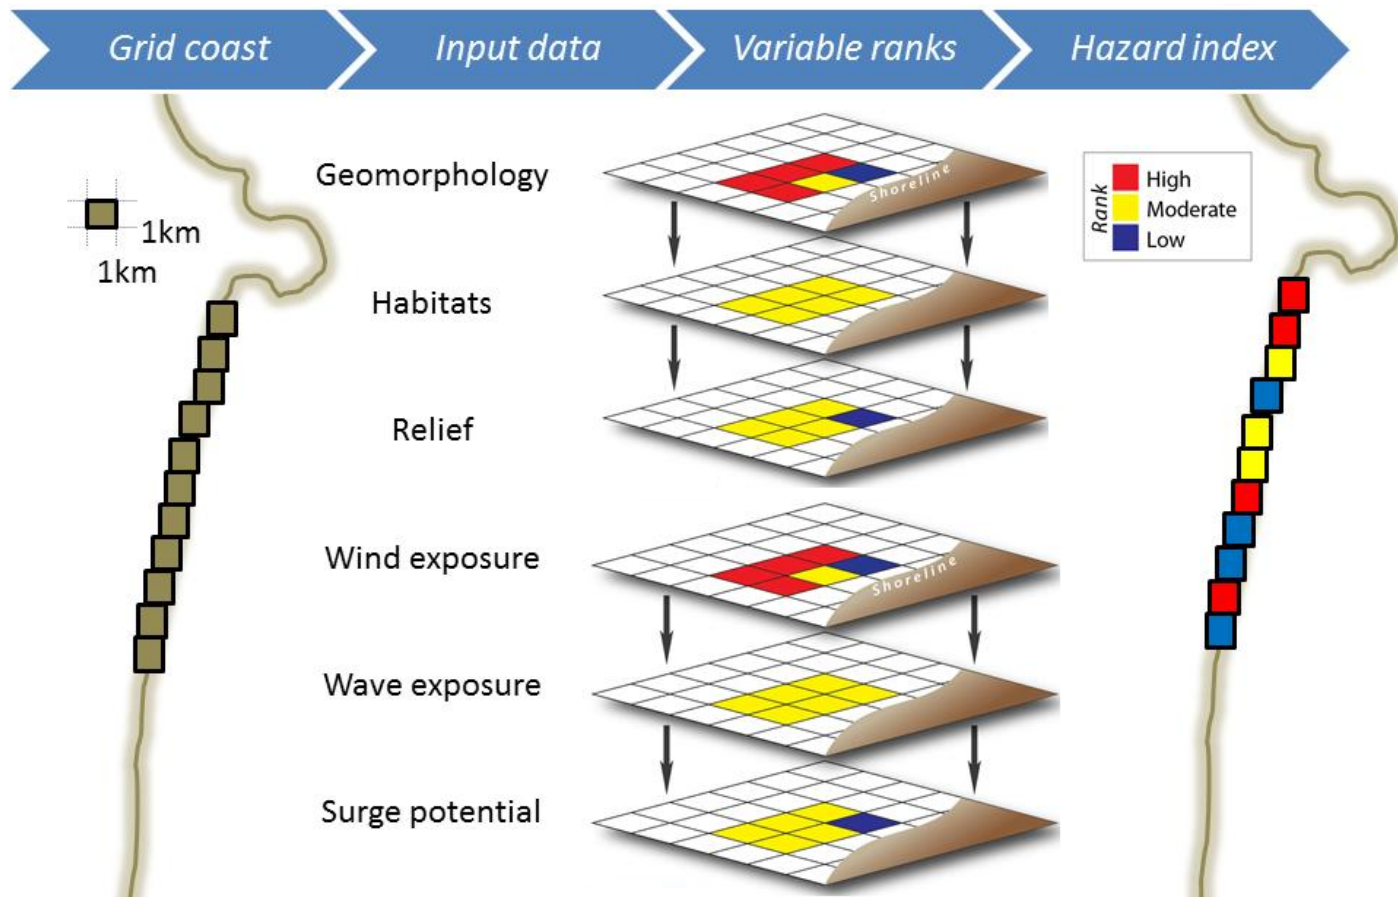 Grid coast
Input data
Variable ranks
Hazard index
1km
1km
Geomorphology
Shoreline
Habitats
Relief
Wind exposure
Shoreline
Wave exposure
Surge potential
Rank
High
Moderate
Low